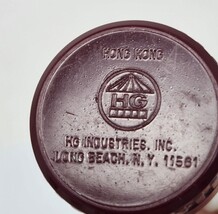 HONG KONG
HG
HG INDUSTRIES, INC.
LONG BEACH, N.Y. 11561